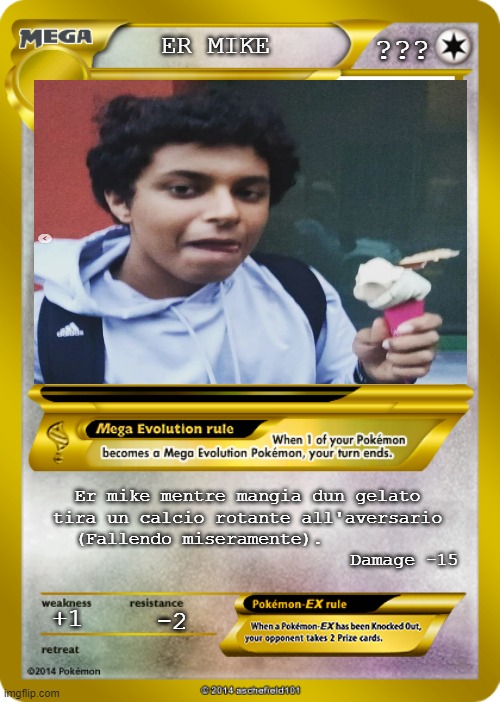 MEGA ER MIKE ???
adidas
Mega Evolution rule
When 1 of your Pokémon
becomes a Mega Evolution Pokémon, your turn ends.
Er mike mentre mangia dun gelato
tira un calcio rotante all'aversario
(Fallendo miseramente).
Damage -15
weakness resistance
+1 -2
retreat
Pokémon-EX rule
When a Pokémon-EX has been Knocked Out,
your opponent takes 2 Prize cards.
©2014 Pokémon
© 2014 aschefield101
imgflip.com